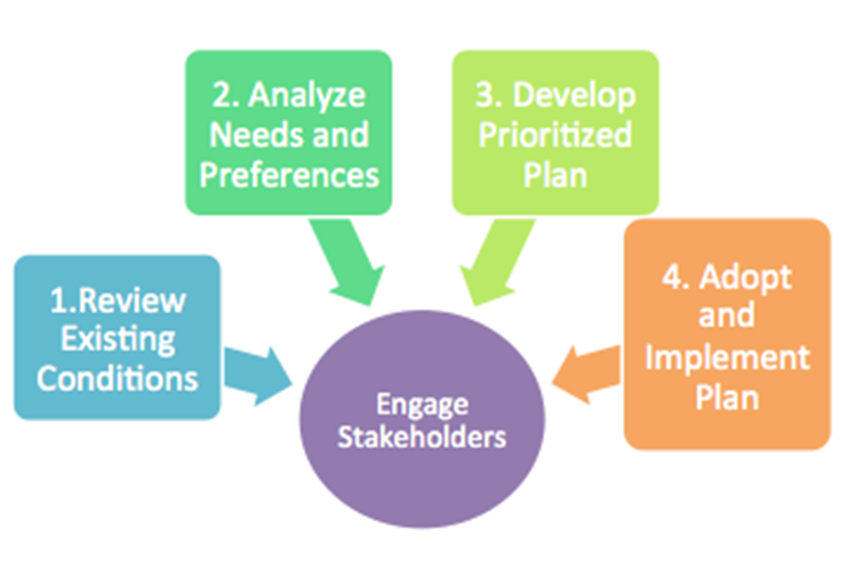 1.Review
Existing
Conditions
2. Analyze
Needs and
Preferences
3. Develop
Prioritized
Plan
4. Adopt
and
Implement
Plan
Engage
Stakeholders